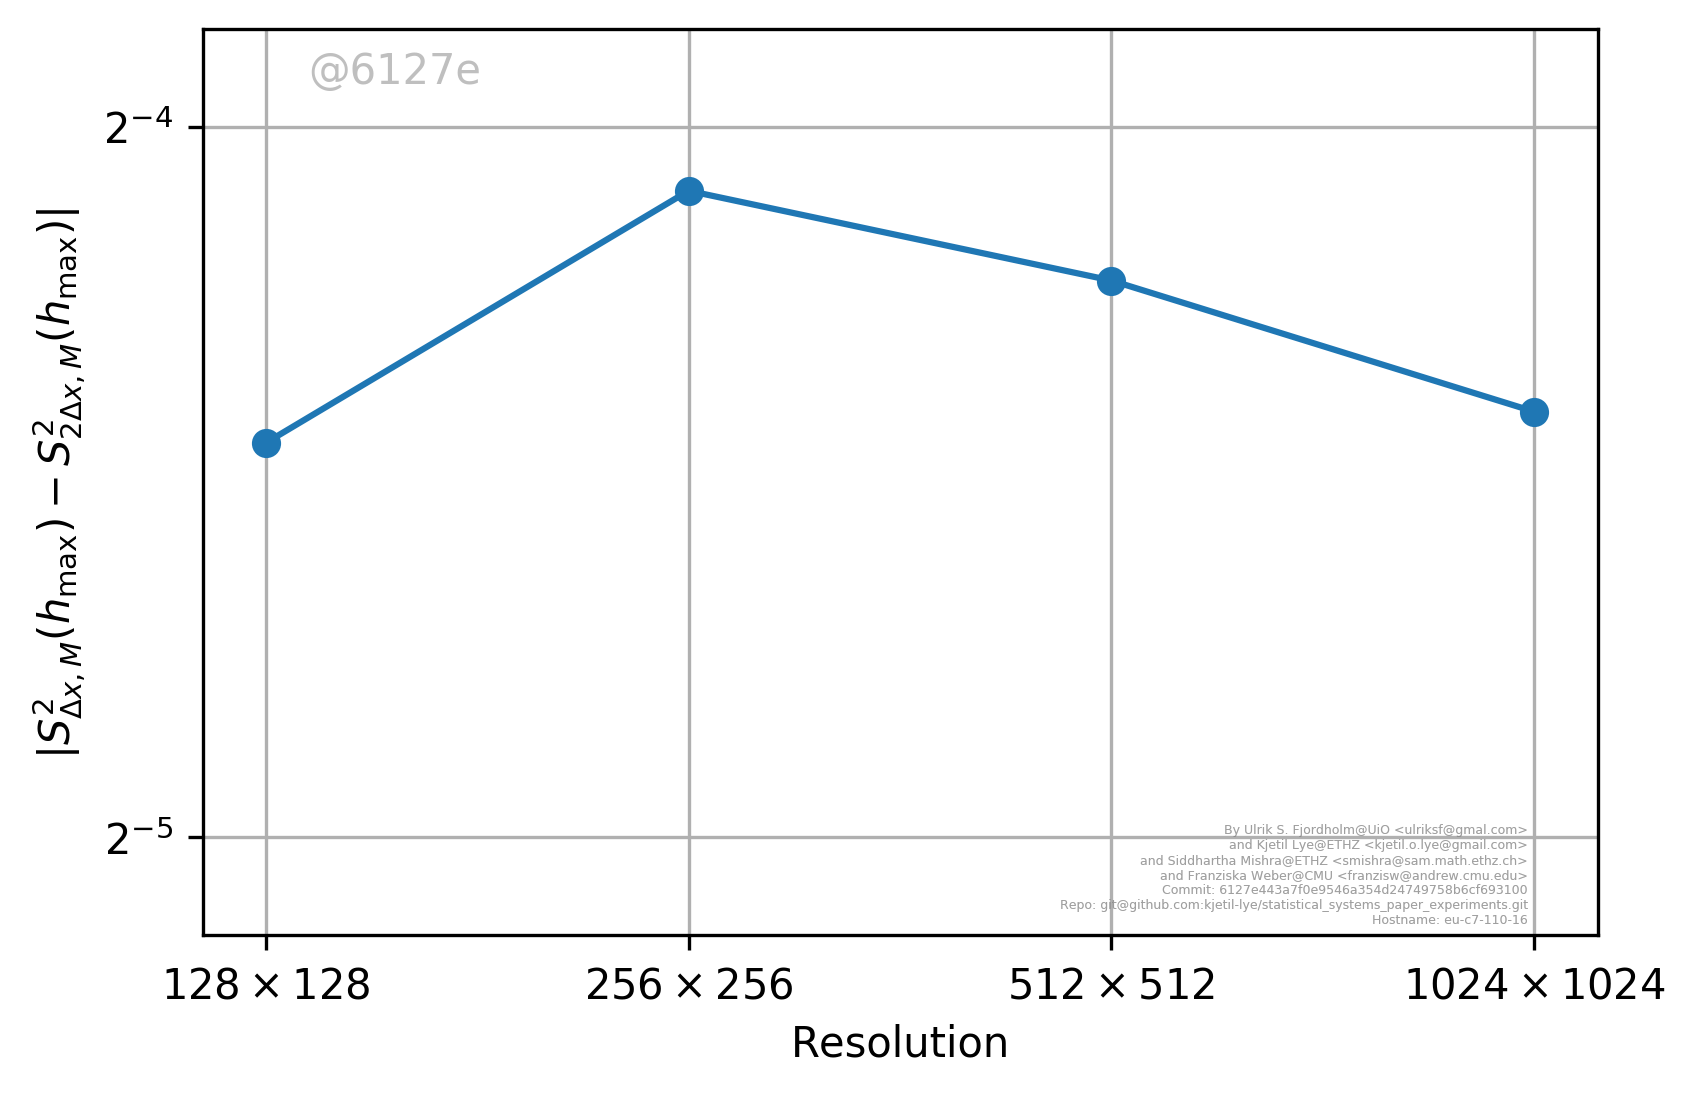 @6127e
2⁻⁴
2⁻⁵
|S²_{Δx,M}(h_max) − S²_{2Δx,M}(h_max)|
By Ulrik S. Fjordholm@UiO <ulriksf@gmal.com>
and Kjetil Lye@ETHZ <kjetil.o.lye@gmail.com>
and Siddhartha Mishra@ETHZ <smishra@sam.math.ethz.ch>
and Franziska Weber@CMU <franzisw@andrew.cmu.edu>
Commit: 6127e443a7f0e9546a354d24749758b6cf693100
Repo: git@github.com:kjetil-lye/statistical_systems_paper_experiments.git
Hostname: eu-c7-110-16
128 × 128 256 × 256 512 × 512 1024 × 1024
Resolution